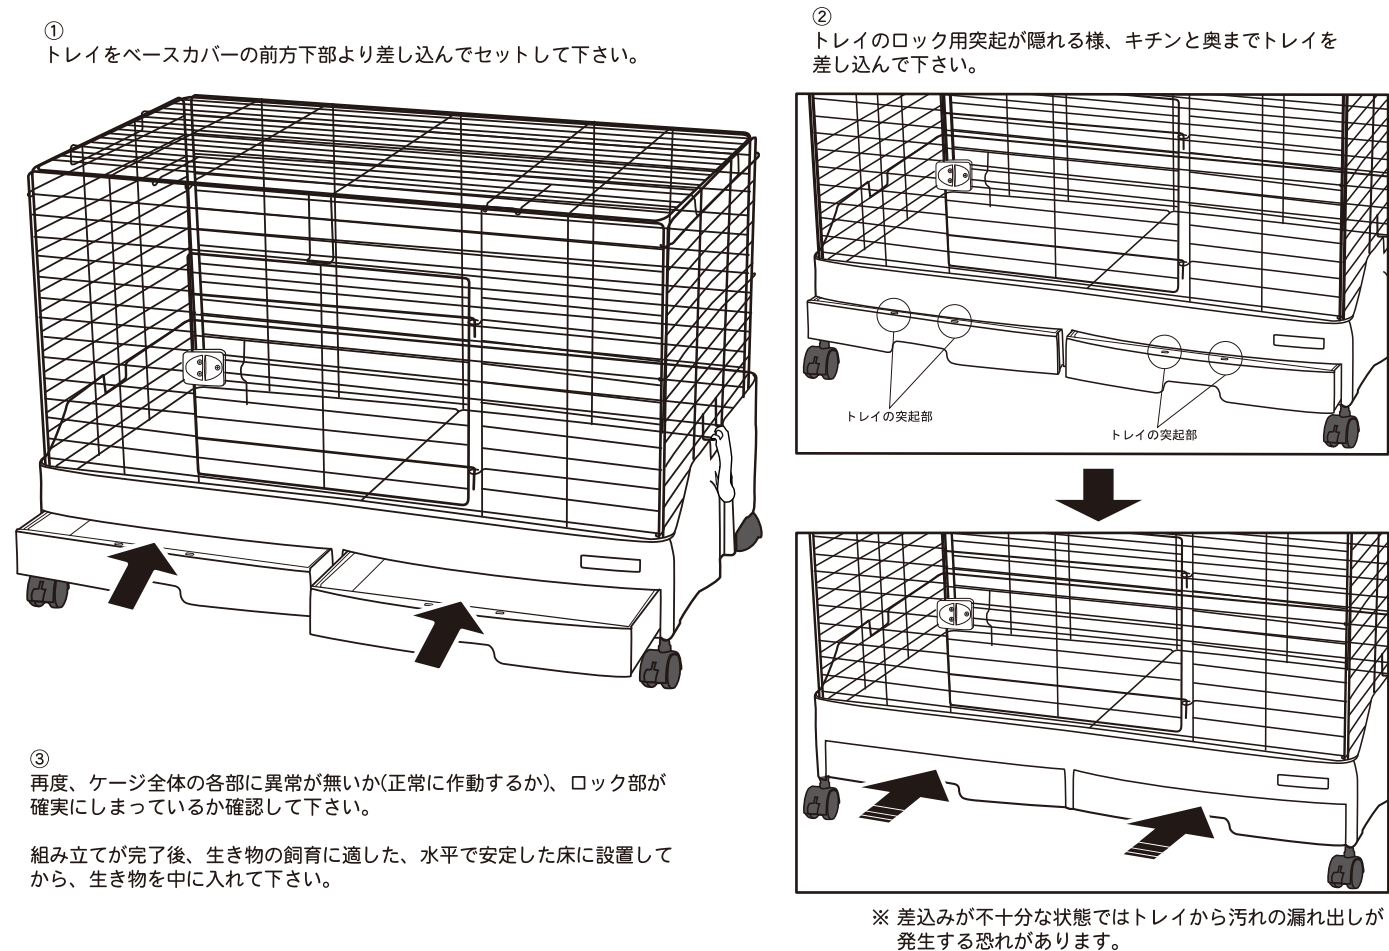 ①
トレイをベースカバーの前方下部より差し込んでセットして下さい。
②
トレイのロック用突起が隠れる様、キチンと奥までトレイを
差し込んで下さい。
トレイの突起部
トレイの突起部
③
再度、ケージ全体の各部に異常が無いか(正常に作動するか)、ロック部が
確実にしまっているか確認して下さい。
組み立てが完了後、生き物の飼育に適した、水平で安定した床に設置して
から、生き物を中に入れて下さい。
※ 差込みが不十分な状態ではトレイから汚れの漏れ出しが
発生する恐れがあります。